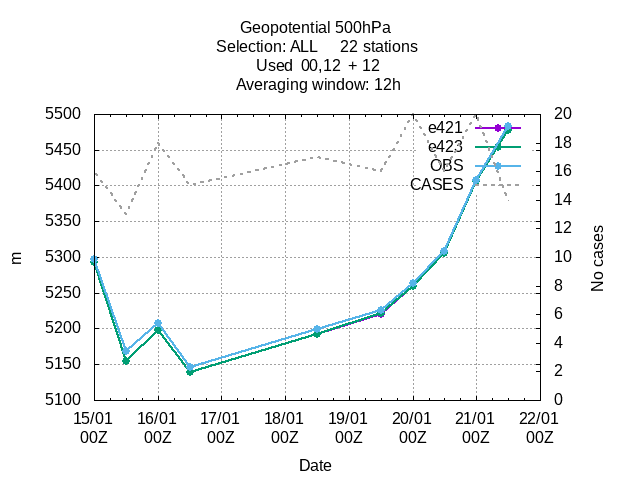 Geopotential 500hPa
Selection: ALL 22 stations
Used 00,12 + 12
Averaging window: 12h
5500
5450
5400
5350
5300
5250
5200
5150
5100
m
20
18
16
14
12
10
8
6
4
2
0
No cases
e421
e423
OBS
CASES
15/01 16/01 17/01 18/01 19/01 20/01 21/01 22/01
00Z 00Z 00Z 00Z 00Z 00Z 00Z 00Z
Date